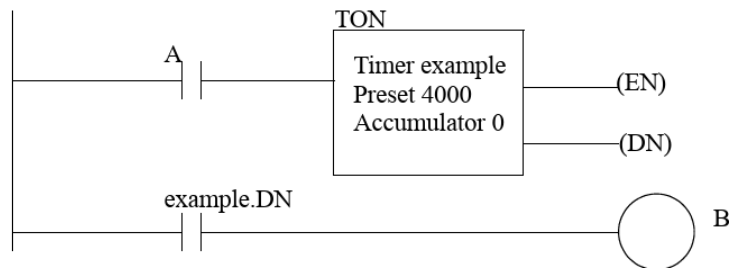 TON
A
Timer example
Preset 4000
Accumulator 0
(EN)
(DN)
example.DN
B